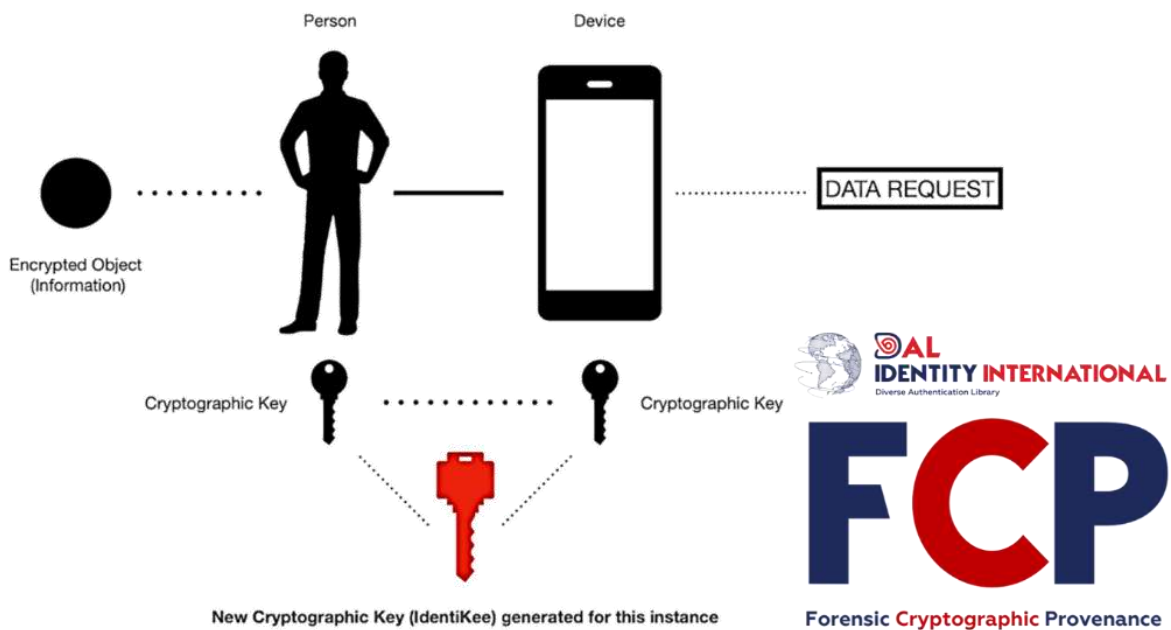 Person
Device
DATA REQUEST
Encrypted Object
(Information)
Cryptographic Key
Cryptographic Key
DAL
IDENTITY INTERNATIONAL
Diverse Authentication Library
FCP
New Cryptographic Key (IdentiKee) generated for this instance
Forensic Cryptographic Provenance